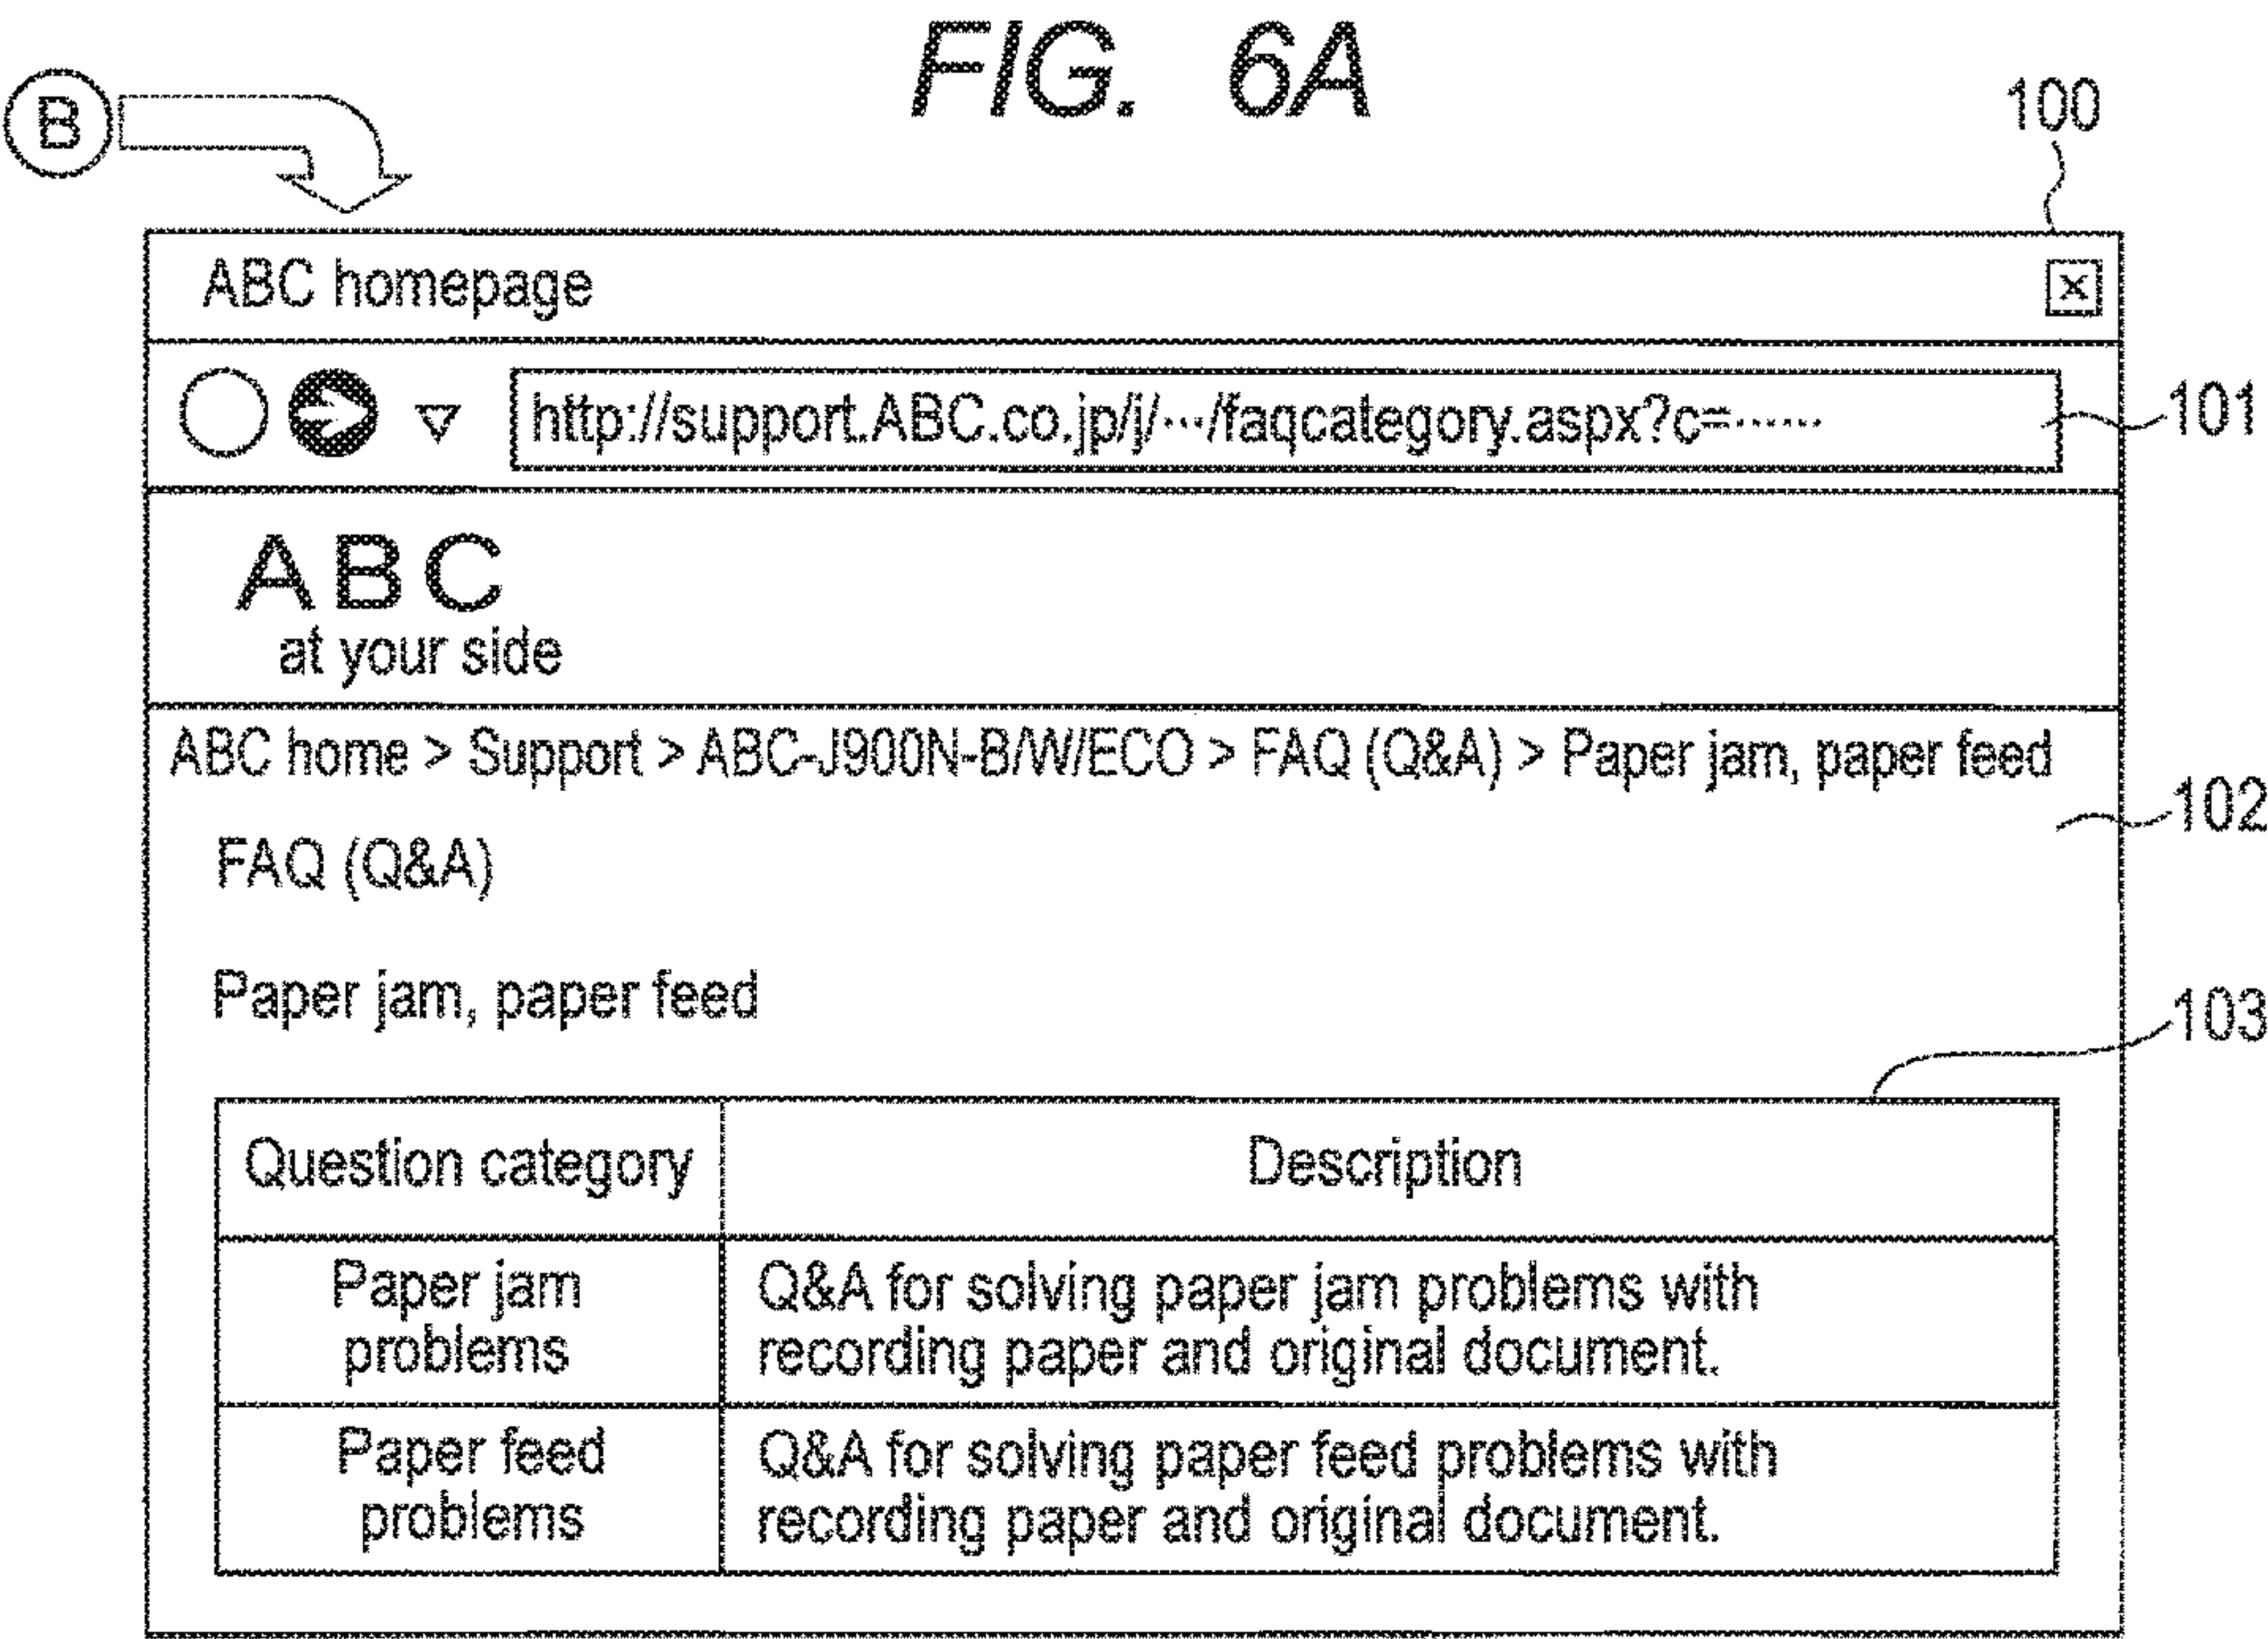 FIG. 6A
B
100
ABC homepage
X
http://support.ABC.co.jp/j/···/faqcategory.aspx?c=······
101
ABC
at your side
ABC home > Support > ABC-J900N-B/W/ECO > FAQ (Q&A) > Paper jam, paper feed
102
FAQ (Q&A)
Paper jam, paper feed
103
Question category
Description
Paper jam
problems
Q&A for solving paper jam problems with
recording paper and original document.
Paper feed
problems
Q&A for solving paper feed problems with
recording paper and original document.